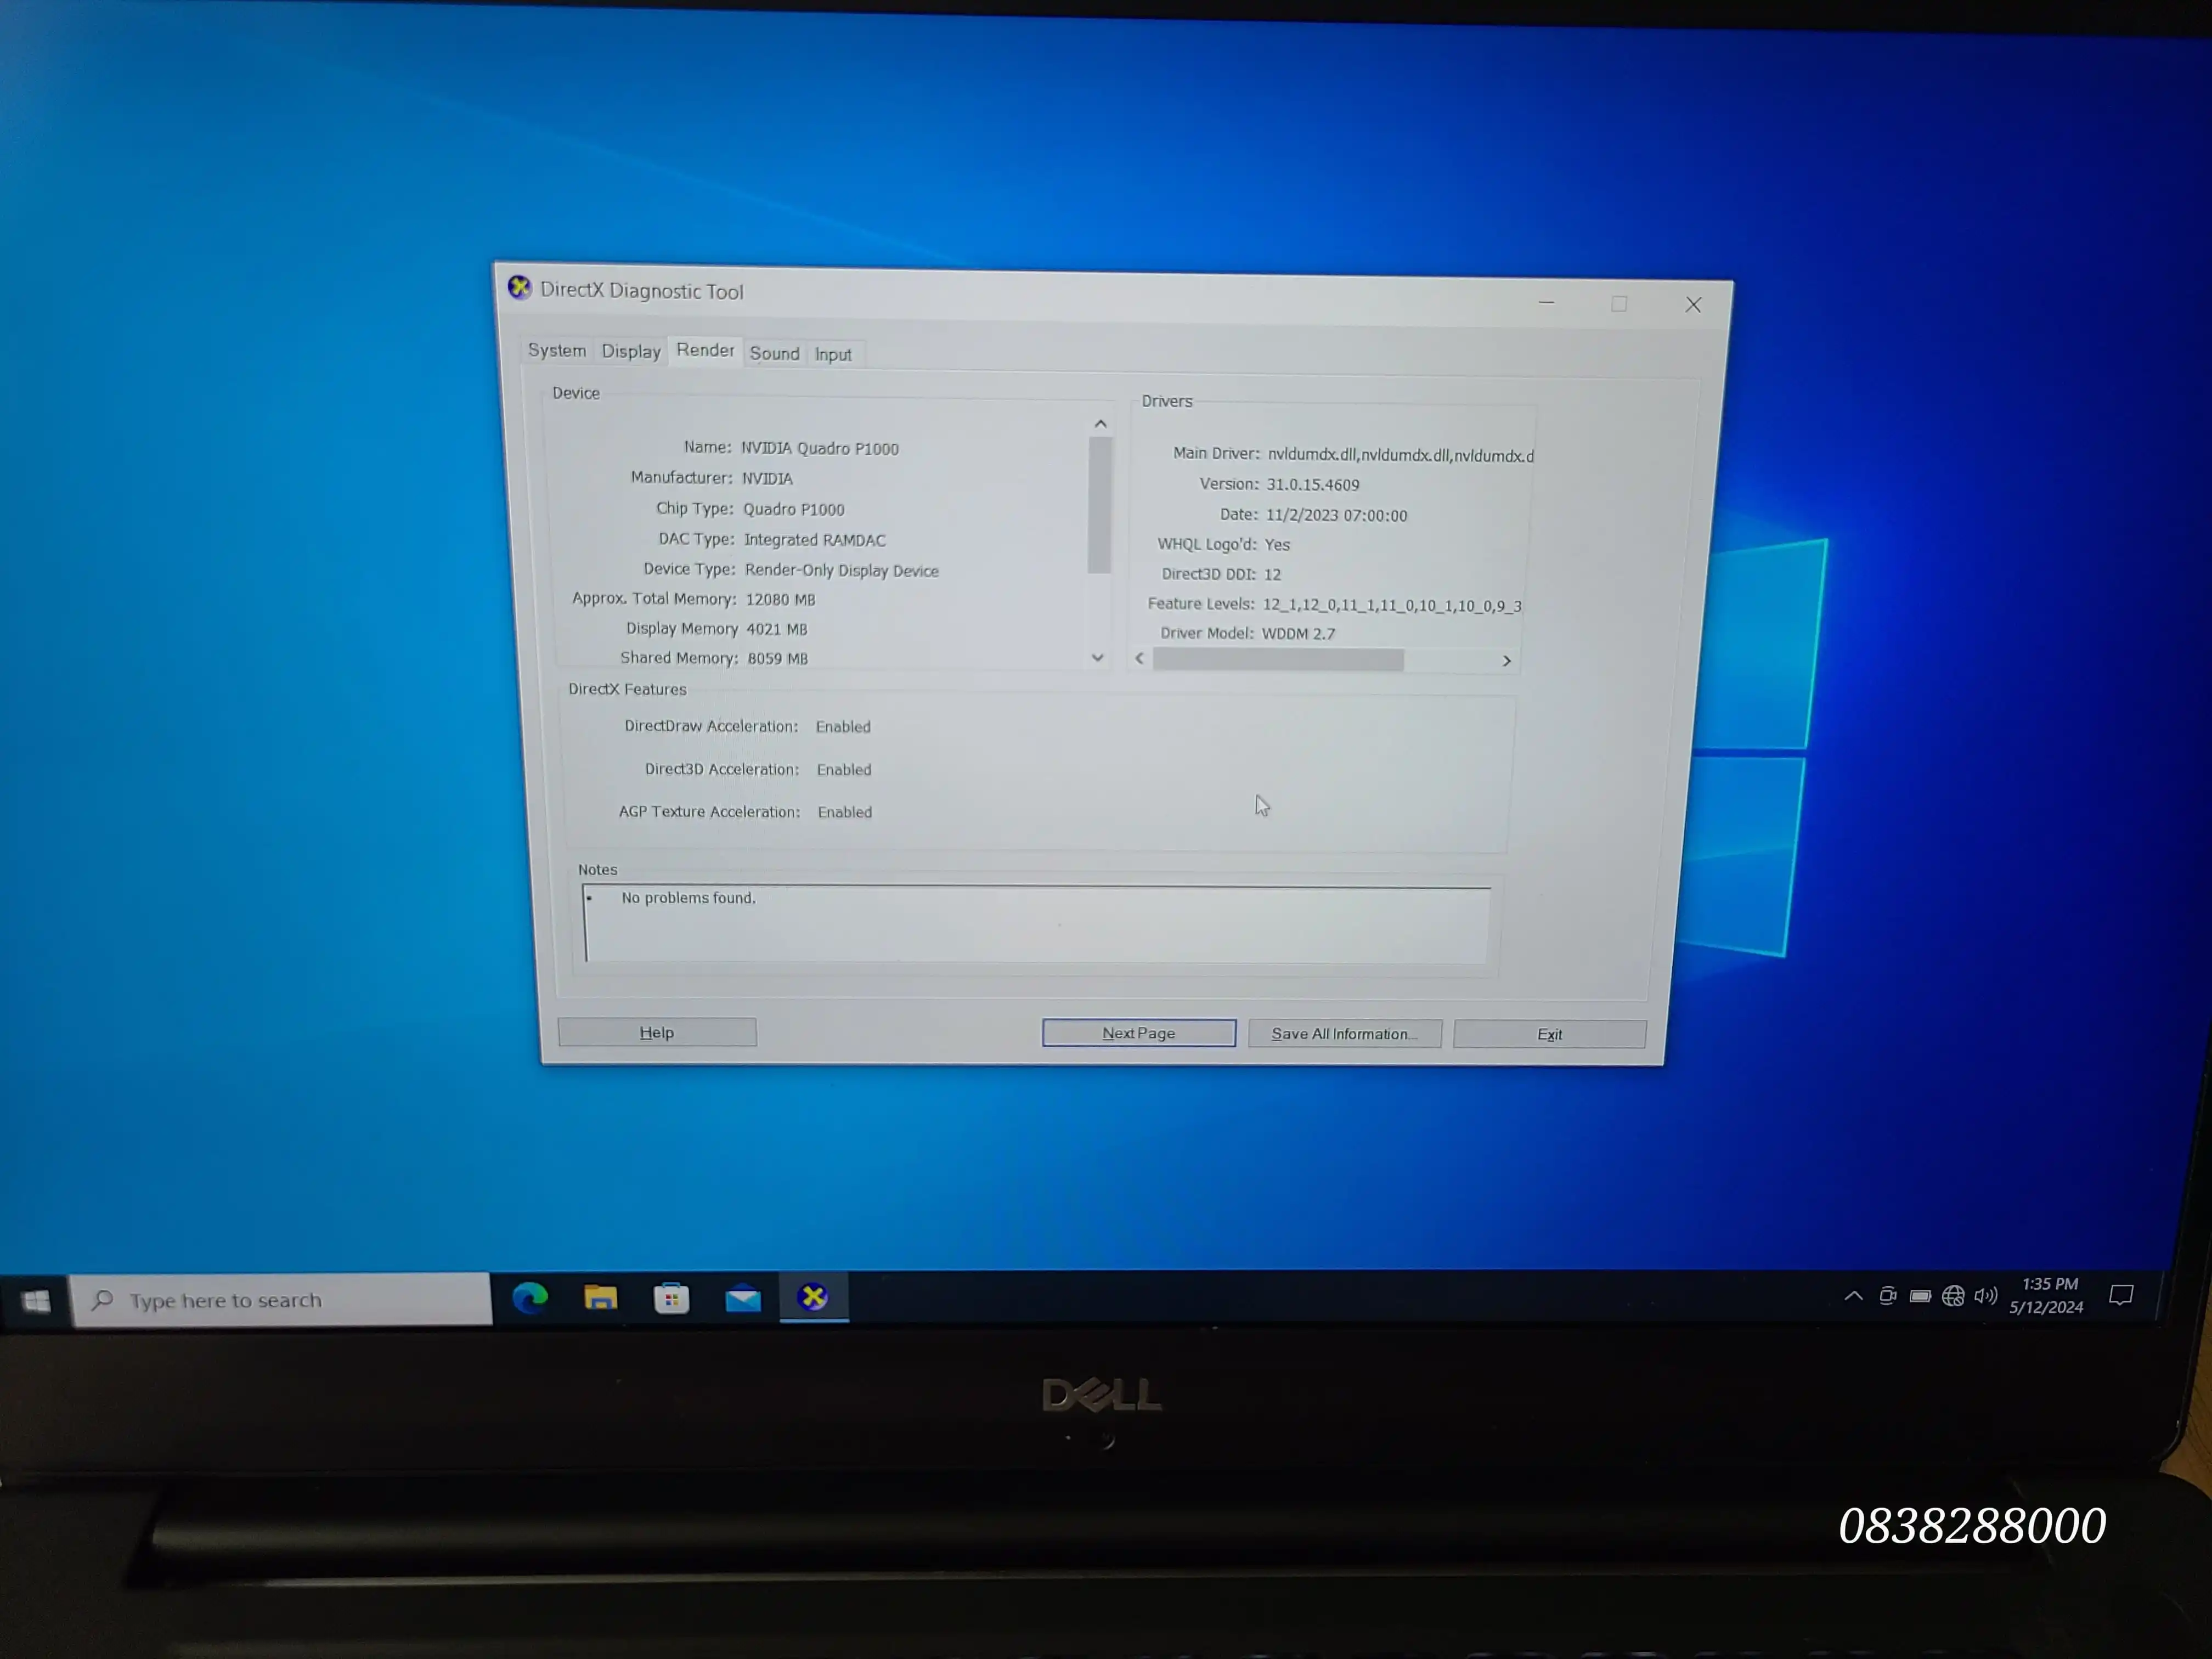 DirectX Diagnostic Tool
System Display Render Sound Input
Device
Name: NVIDIA Quadro P1000
Manufacturer: NVIDIA
Chip Type: Quadro P1000
DAC Type: Integrated RAMDAC
Device Type: Render-Only Display Device
Approx. Total Memory: 12080 MB
Display Memory 4021 MB
Shared Memory: 8059 MB
Drivers
Main Driver: nvldumdx.dll,nvldumdx.dll,nvldumdx.d
Version: 31.0.15.4609
Date: 11/2/2023 07:00:00
WHQL Logo'd: Yes
Direct3D DDI: 12
Feature Levels: 12_1,12_0,11_1,11_0,10_1,10_0,9_3
Driver Model: WDDM 2.7
DirectX Features
DirectDraw Acceleration: Enabled
Direct3D Acceleration: Enabled
AGP Texture Acceleration: Enabled
Notes
No problems found.
Help Next Page Save All Information... Exit
Type here to search
1:35 PM
5/12/2024
DELL
0838288000